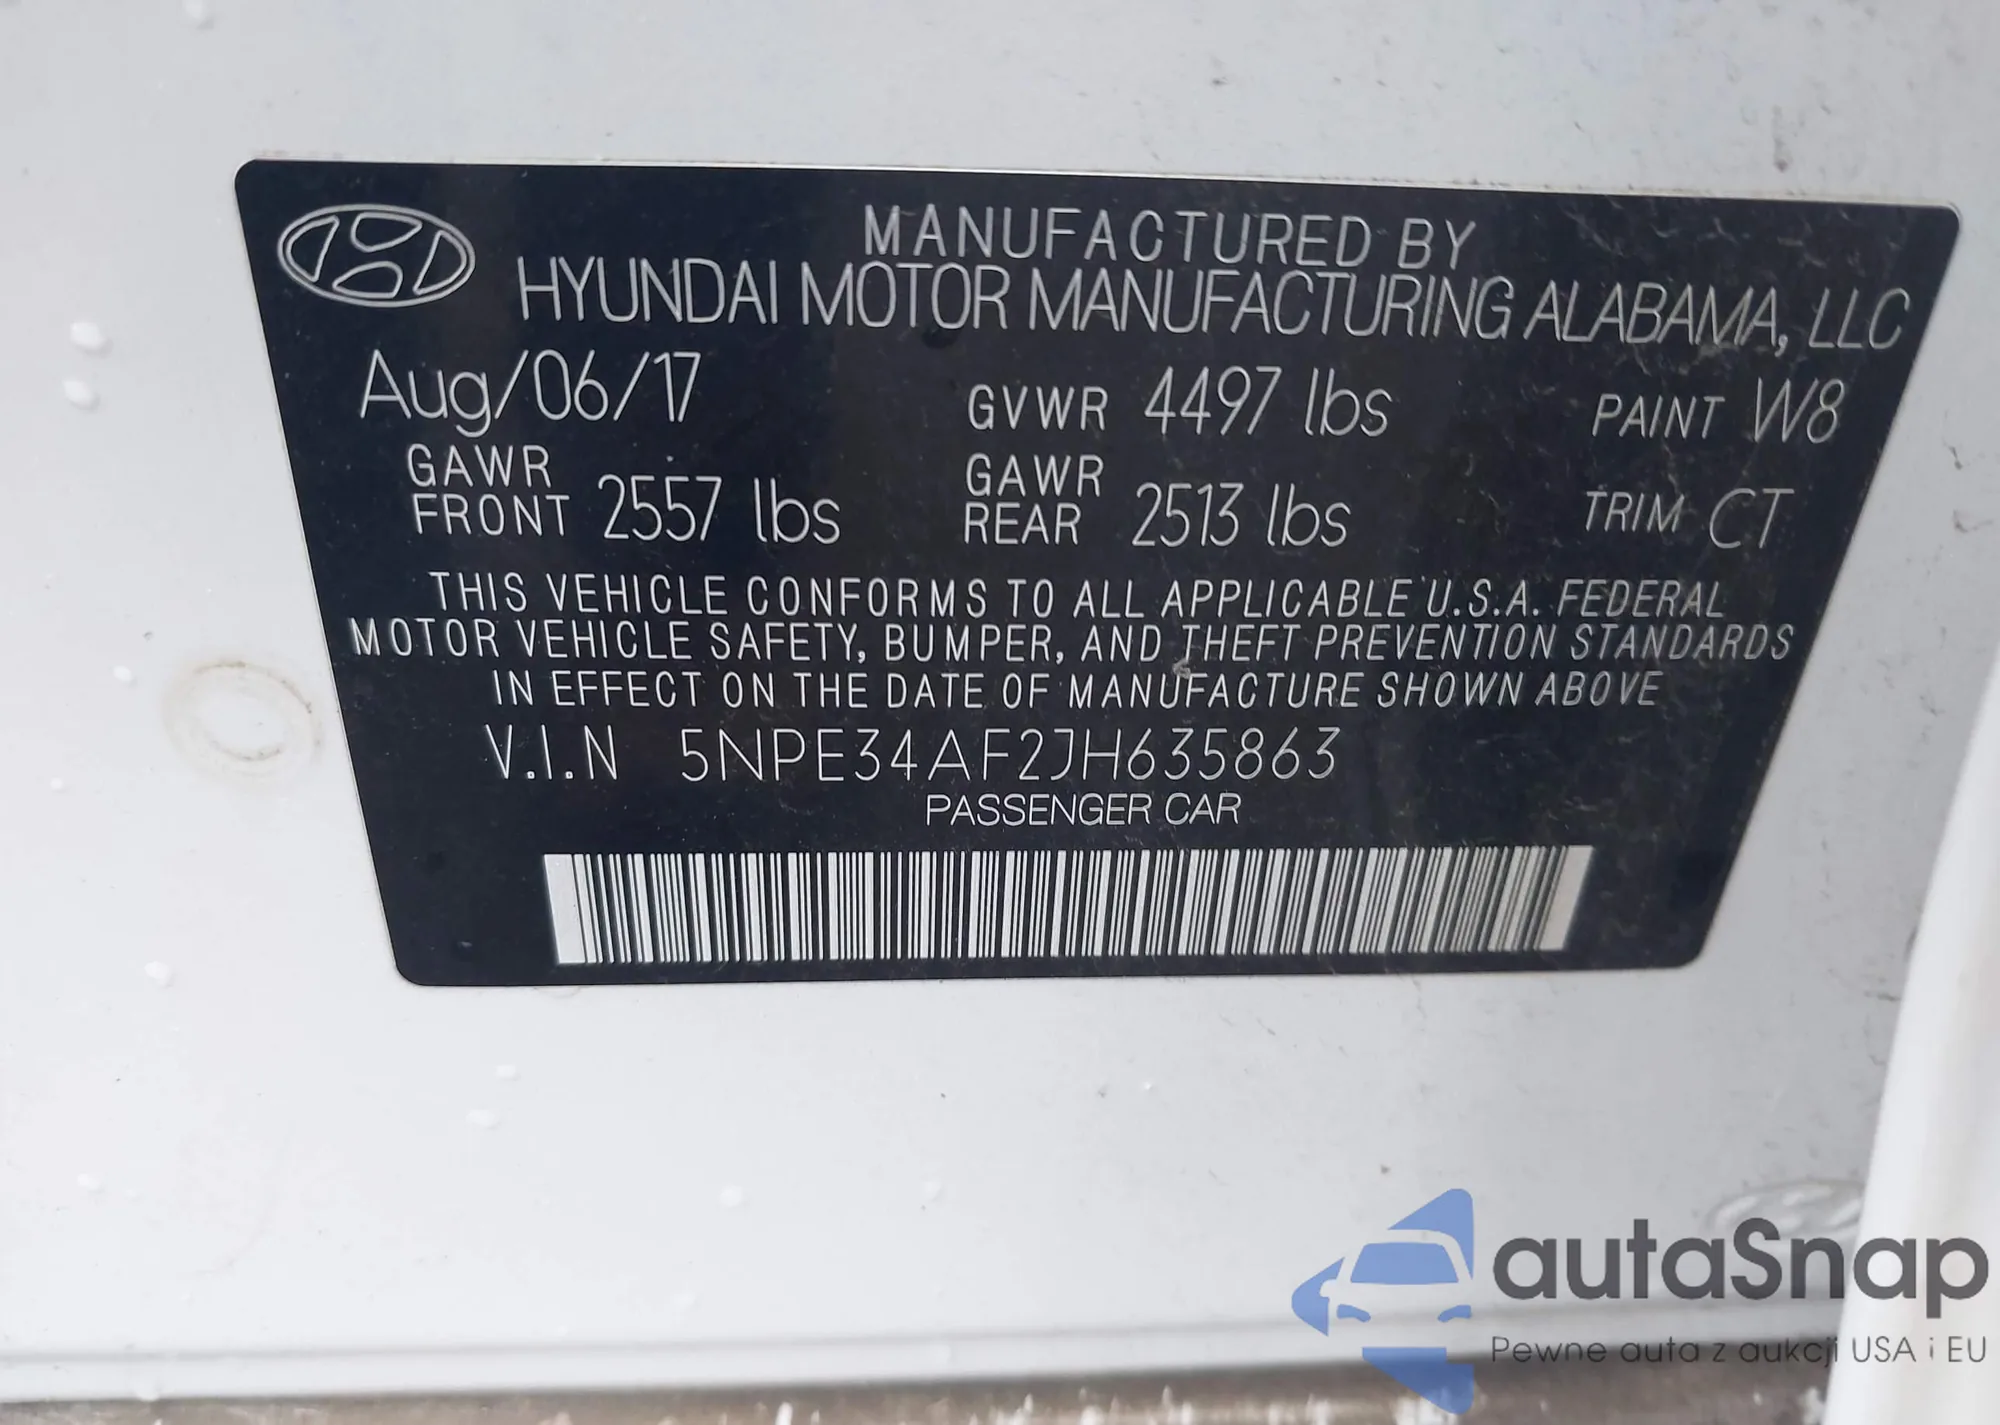 MANUFACTURED BY
HYUNDAI MOTOR MANUFACTURING ALABAMA, LLC
Aug/06/17 GVWR 4497 lbs PAINT W8
GAWR FRONT 2557 lbs GAWR REAR 2513 lbs TRIM CT
THIS VEHICLE CONFORMS TO ALL APPLICABLE U.S.A. FEDERAL
MOTOR VEHICLE SAFETY, BUMPER, AND THEFT PREVENTION STANDARDS
IN EFFECT ON THE DATE OF MANUFACTURE SHOWN ABOVE
V.I.N 5NPE34AF2JH635863
PASSENGER CAR
autaSnap
Pewne auta z aukcji USA i EU